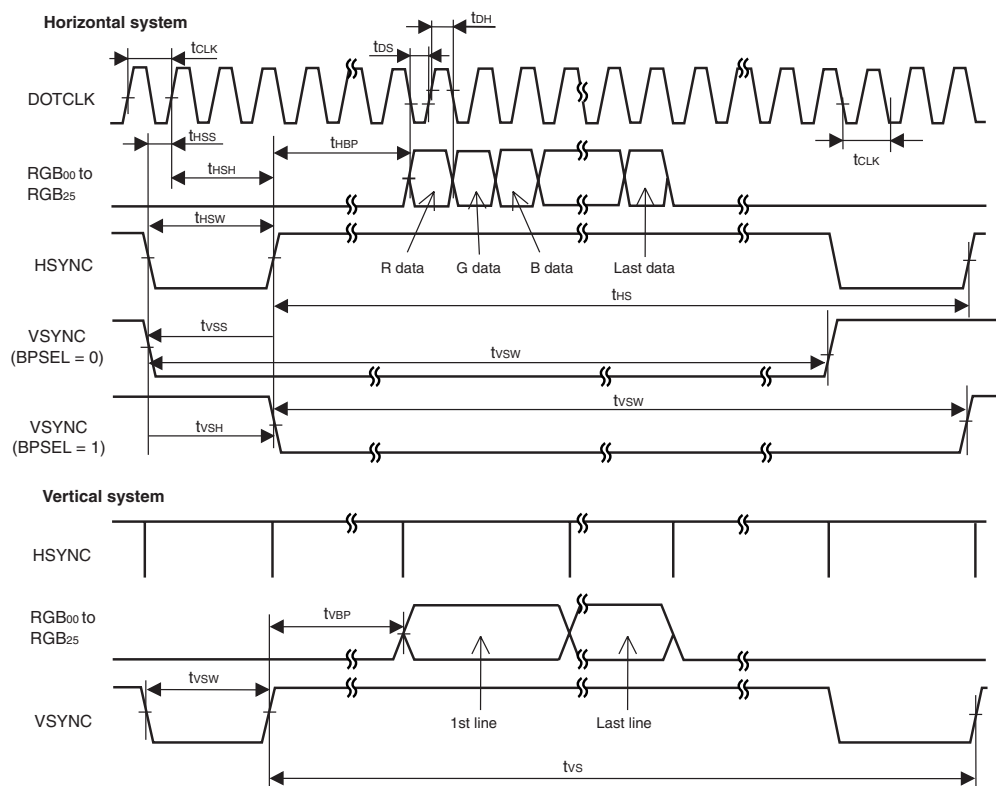 Horizontal system
tDH
tDS
tCLK
DOTCLK
tHSS
tHBP
tCLK
tHSH
RGB00 to
RGB25
tHSW
R data
G data
B data
Last data
HSYNC
tHS
tVSS
VSYNC
(BPSEL = 0)
tVSW
tVSW
VSYNC
(BPSEL = 1)
tVSH
Vertical system
HSYNC
RGB00 to
RGB25
tVBP
tVSW
VSYNC
1st line
Last line
tVS